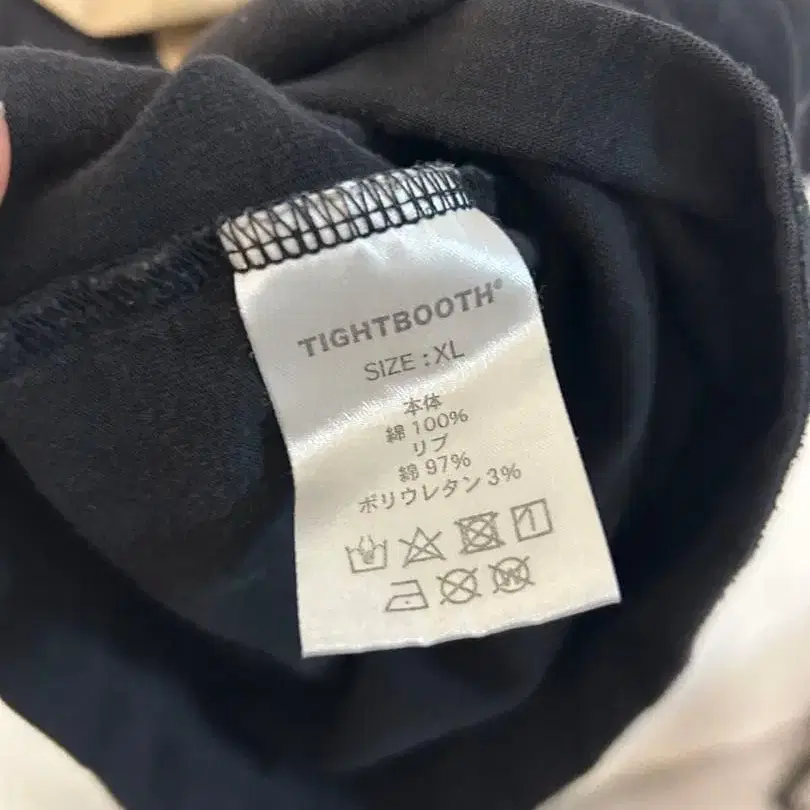 TIGHTBOOTH®
SIZE : XL
本体
綿 100%
リブ
綿 97%
ポリウレタン 3%
W